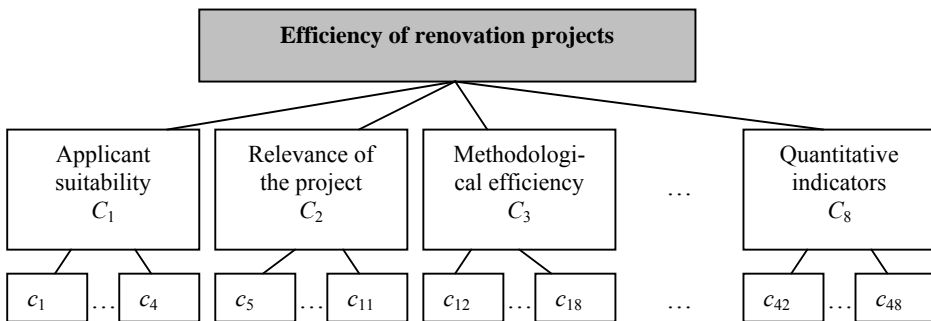 Efficiency of renovation projects
Applicant
suitability
C₁
Relevance of
the project
C₂
Methodologi-
cal efficiency
C₃
…
Quantitative
indicators
C₈
c₁ … c₄ c₅ … c₁₁ c₁₂ … c₁₈ … c₄₂ … c₄₈